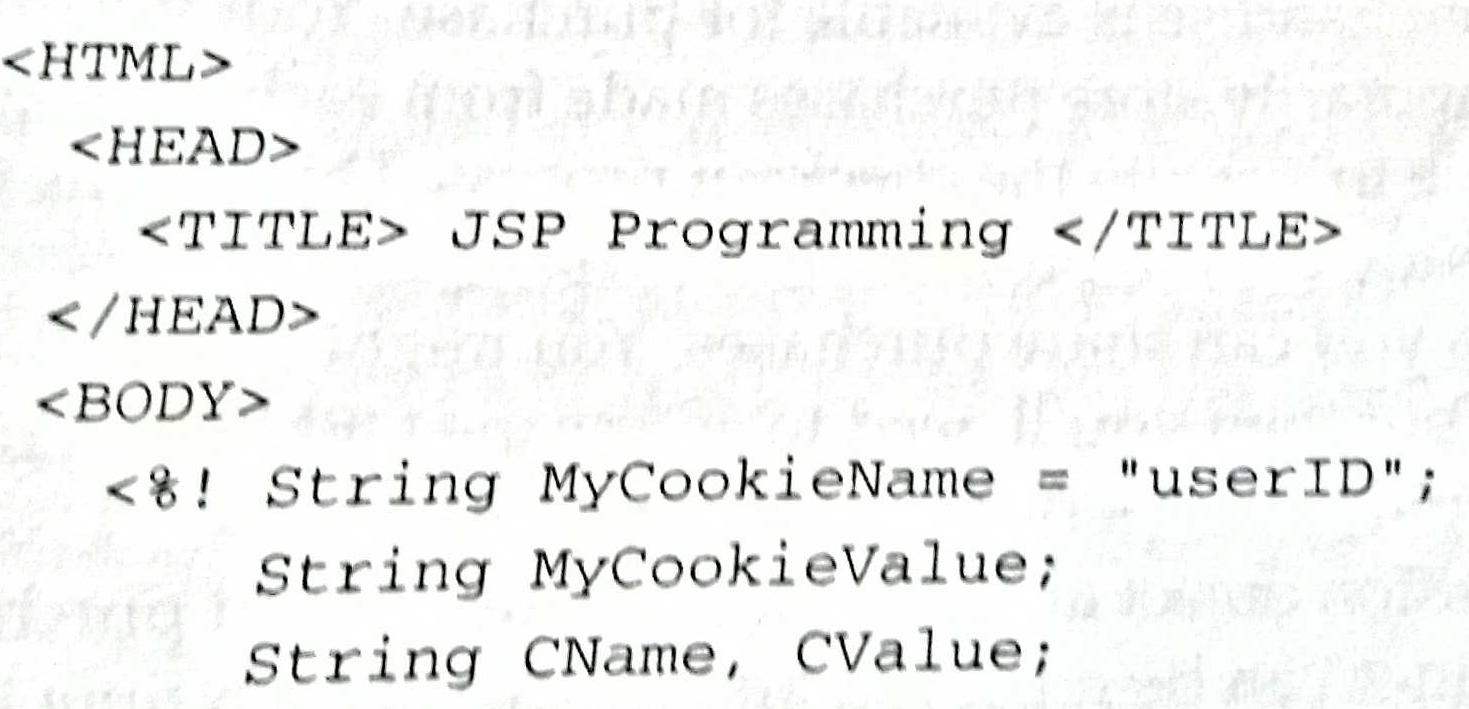 <HTML>
<HEAD>
<TITLE> JSP Programming </TITLE>
</HEAD>
<BODY>
<%! String MyCookieName = "userID";
String MyCookieValue;
String CName, CValue;